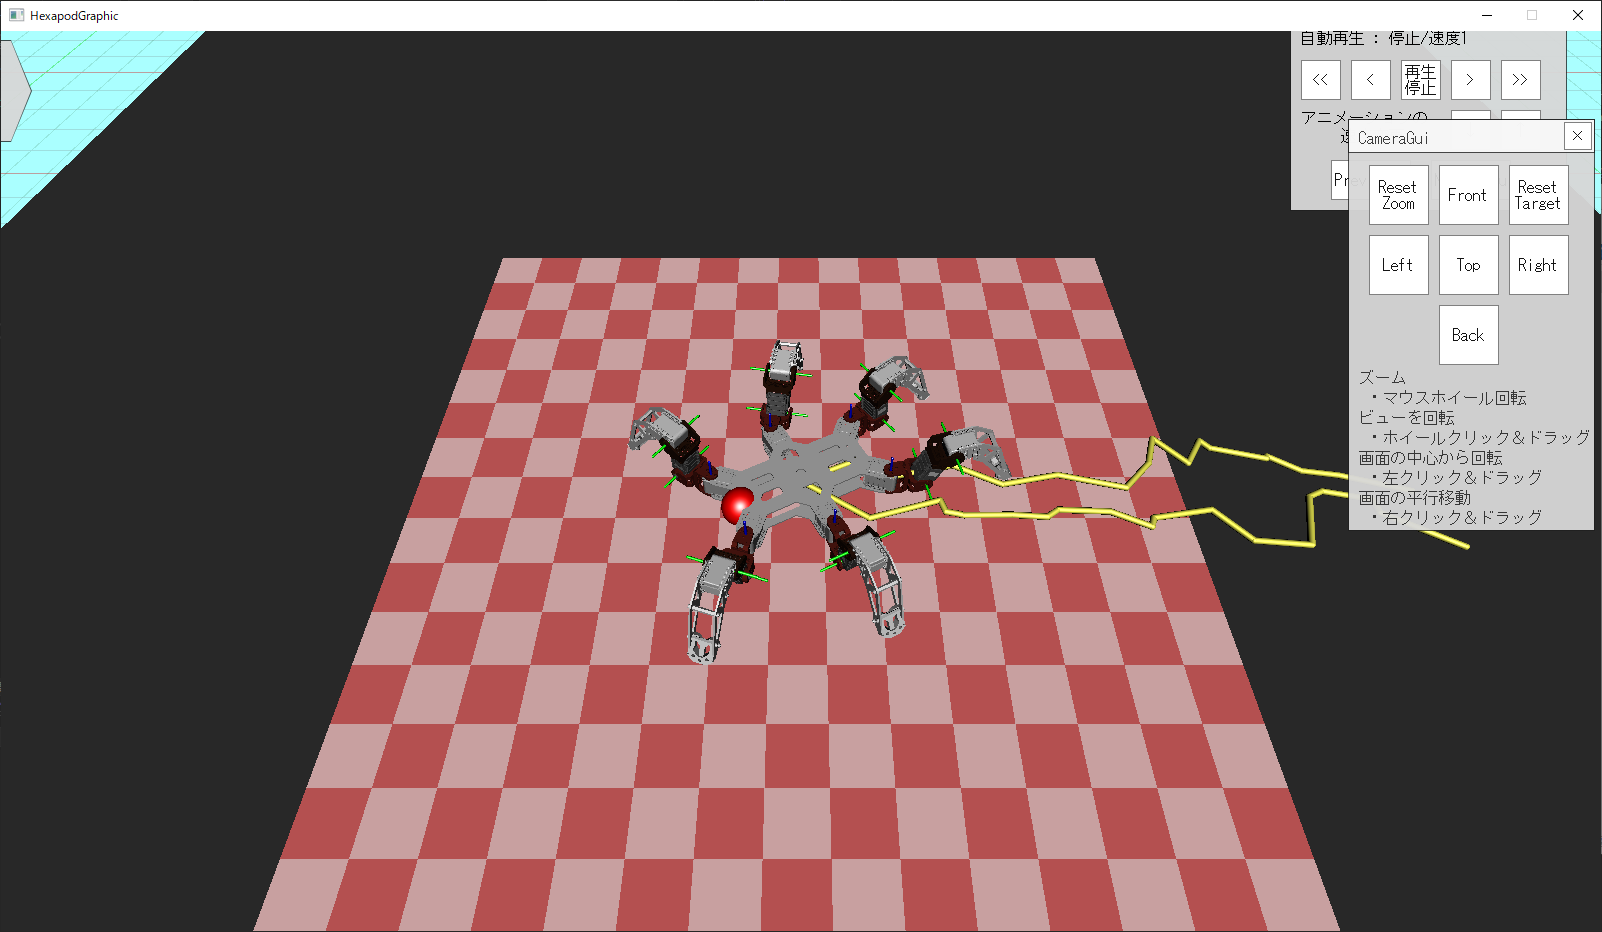 HexapodGraphic
自動再生 : 停止/速度1
<<
<
再生
停止
>
>>
アニメーションの
CameraGui
Reset
Zoom
Front
Reset
Target
Left
Top
Right
Back
ズーム
・マウスホイール回転
ビューを回転
・ホイールクリック＆ドラッグ
画面の中心から回転
・左クリック＆ドラッグ
画面の平行移動
・右クリック＆ドラッグ